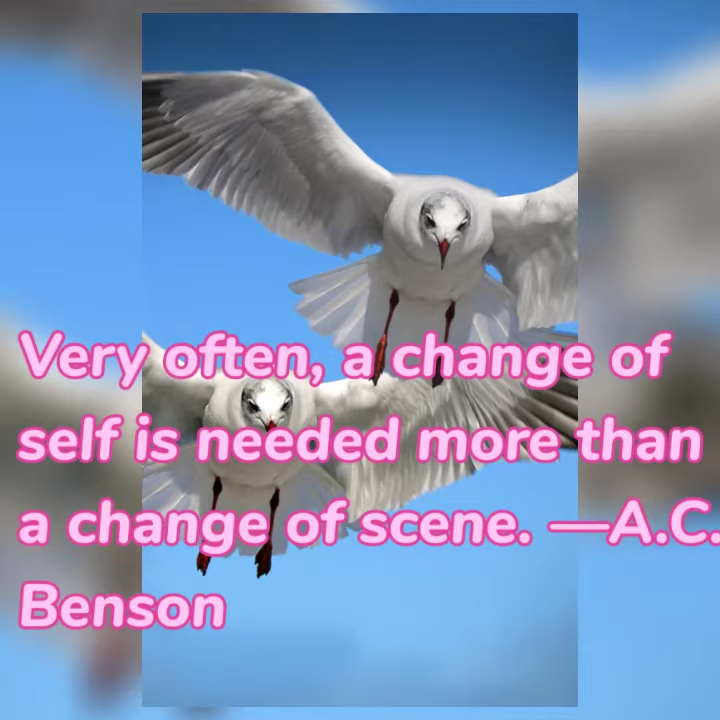 Very often, a change of
self is needed more than
a change of scene. —A.C.
Benson